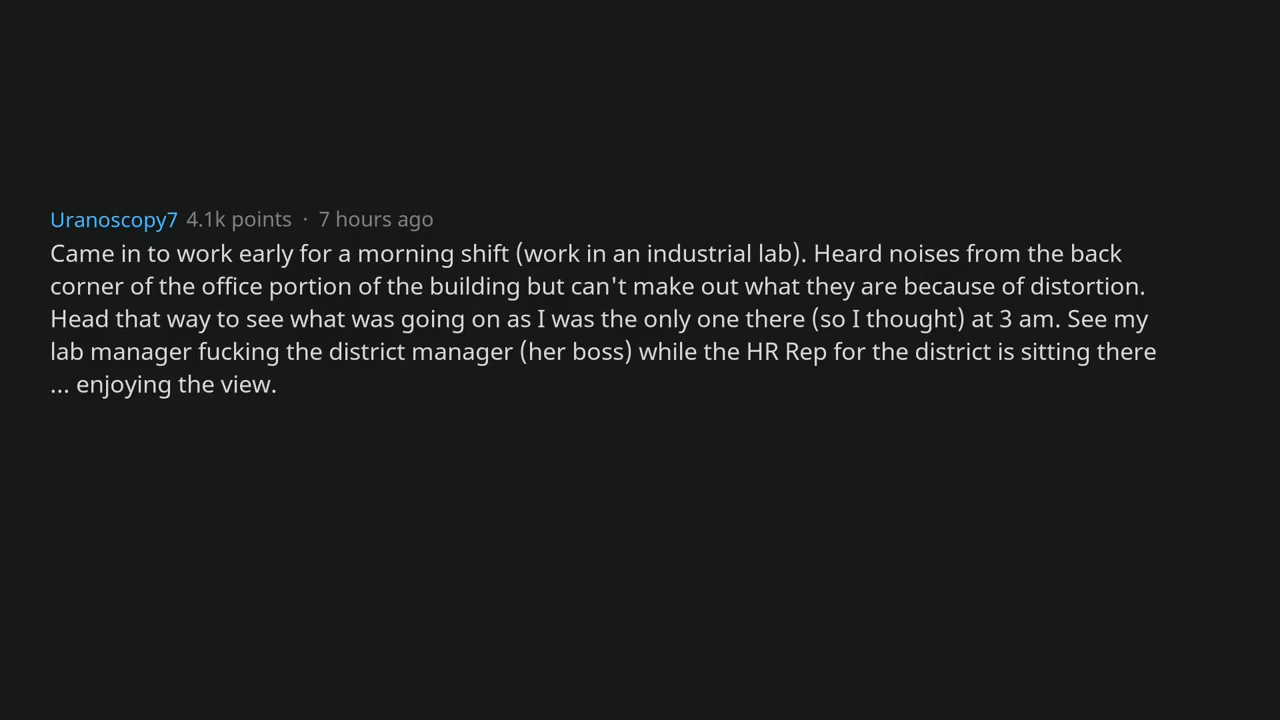 Uranoscopy7 4.1k points · 7 hours ago
Came in to work early for a morning shift (work in an industrial lab). Heard noises from the back
corner of the office portion of the building but can't make out what they are because of distortion.
Head that way to see what was going on as I was the only one there (so I thought) at 3 am. See my
lab manager fucking the district manager (her boss) while the HR Rep for the district is sitting there
... enjoying the view.